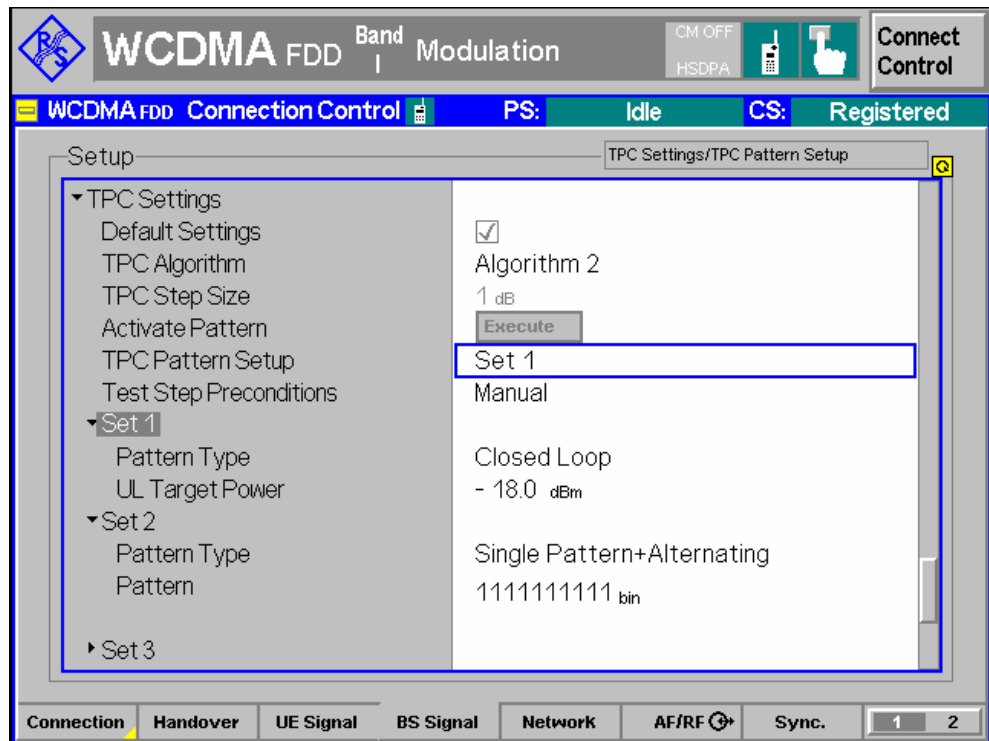 R&S WCDMA FDD Band I Modulation CM OFF HSDPA Connect Control
WCDMA FDD Connection Control PS: Idle CS: Registered
Setup TPC Settings/TPC Pattern Setup
TPC Settings
Default Settings
TPC Algorithm Algorithm 2
TPC Step Size 1 dB
Activate Pattern Execute
TPC Pattern Setup Set 1
Test Step Preconditions Manual
Set 1
Pattern Type Closed Loop
UL Target Power - 18.0 dBm
Set 2
Pattern Type Single Pattern+Alternating
Pattern 1111111111 bin
Set 3
Connection Handover UE Signal BS Signal Network AF/RF Sync. 1 2